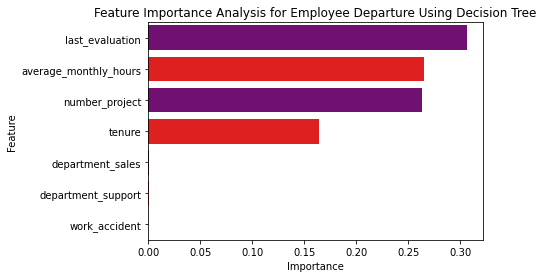 Feature Importance Analysis for Employee Departure Using Decision Tree
last_evaluation
average_monthly_hours
number_project
tenure
department_sales
department_support
work_accident
Feature
0.00 0.05 0.10 0.15 0.20 0.25 0.30
Importance